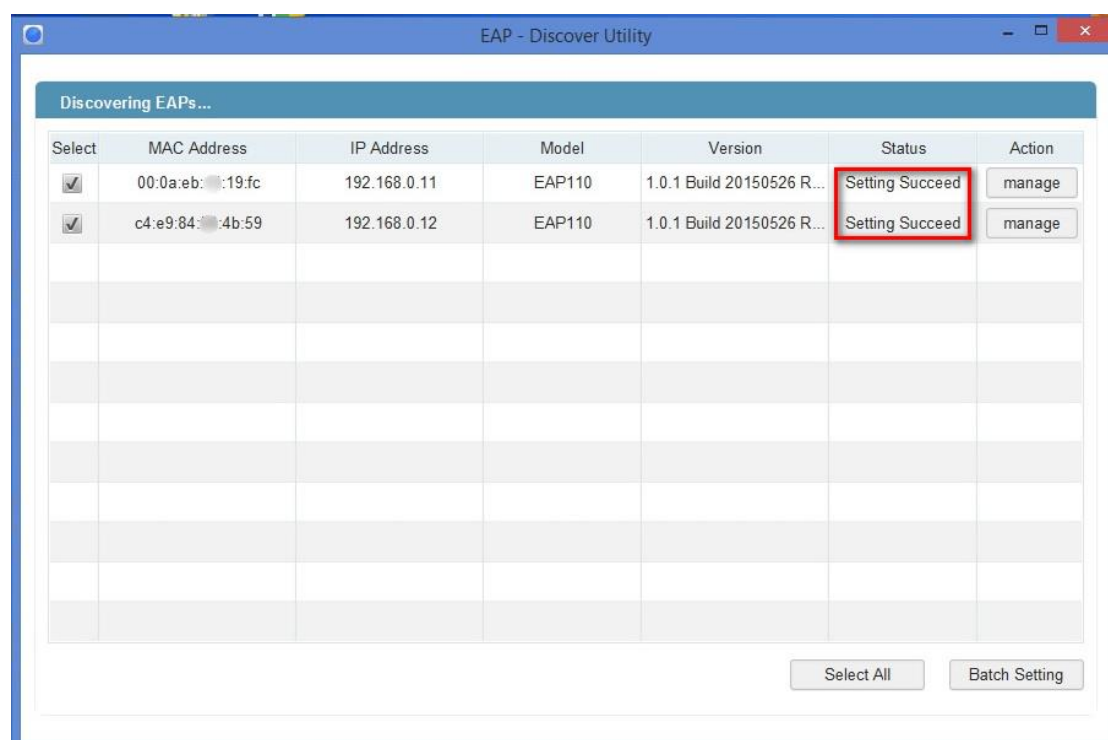 EAP - Discover Utility
Discovering EAPs...
Select MAC Address IP Address Model Version Status Action
00:0a:eb: :19:fc 192.168.0.11 EAP110 1.0.1 Build 20150526 R... Setting Succeed manage
c4:e9:84: :4b:59 192.168.0.12 EAP110 1.0.1 Build 20150526 R... Setting Succeed manage
Select All Batch Setting